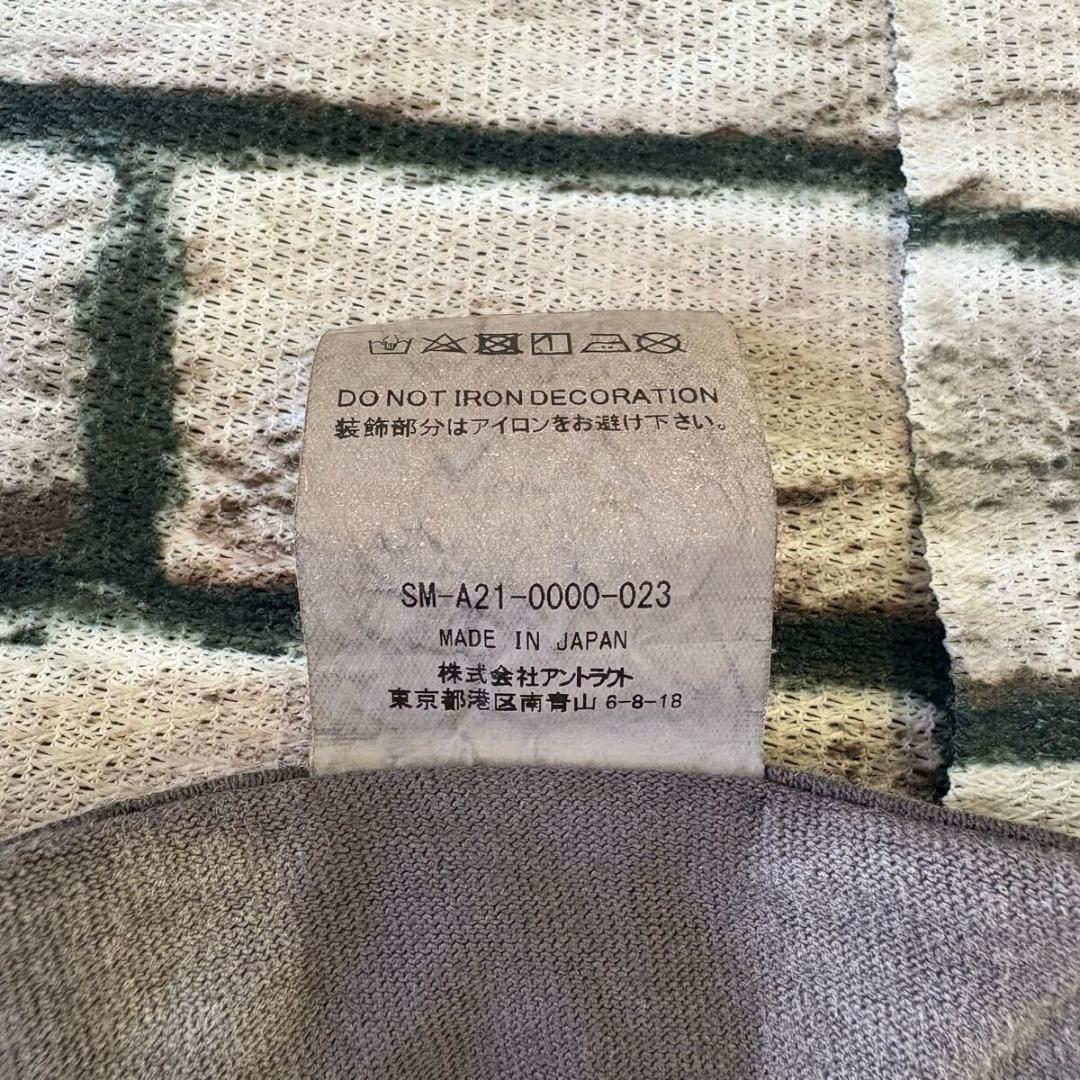 DO NOT IRON DECORATION
装飾部分はアイロンをお避け下さい。
SM-A21-0000-023
MADE IN JAPAN
株式会社アントラクト
東京都港区南青山 6-8-18